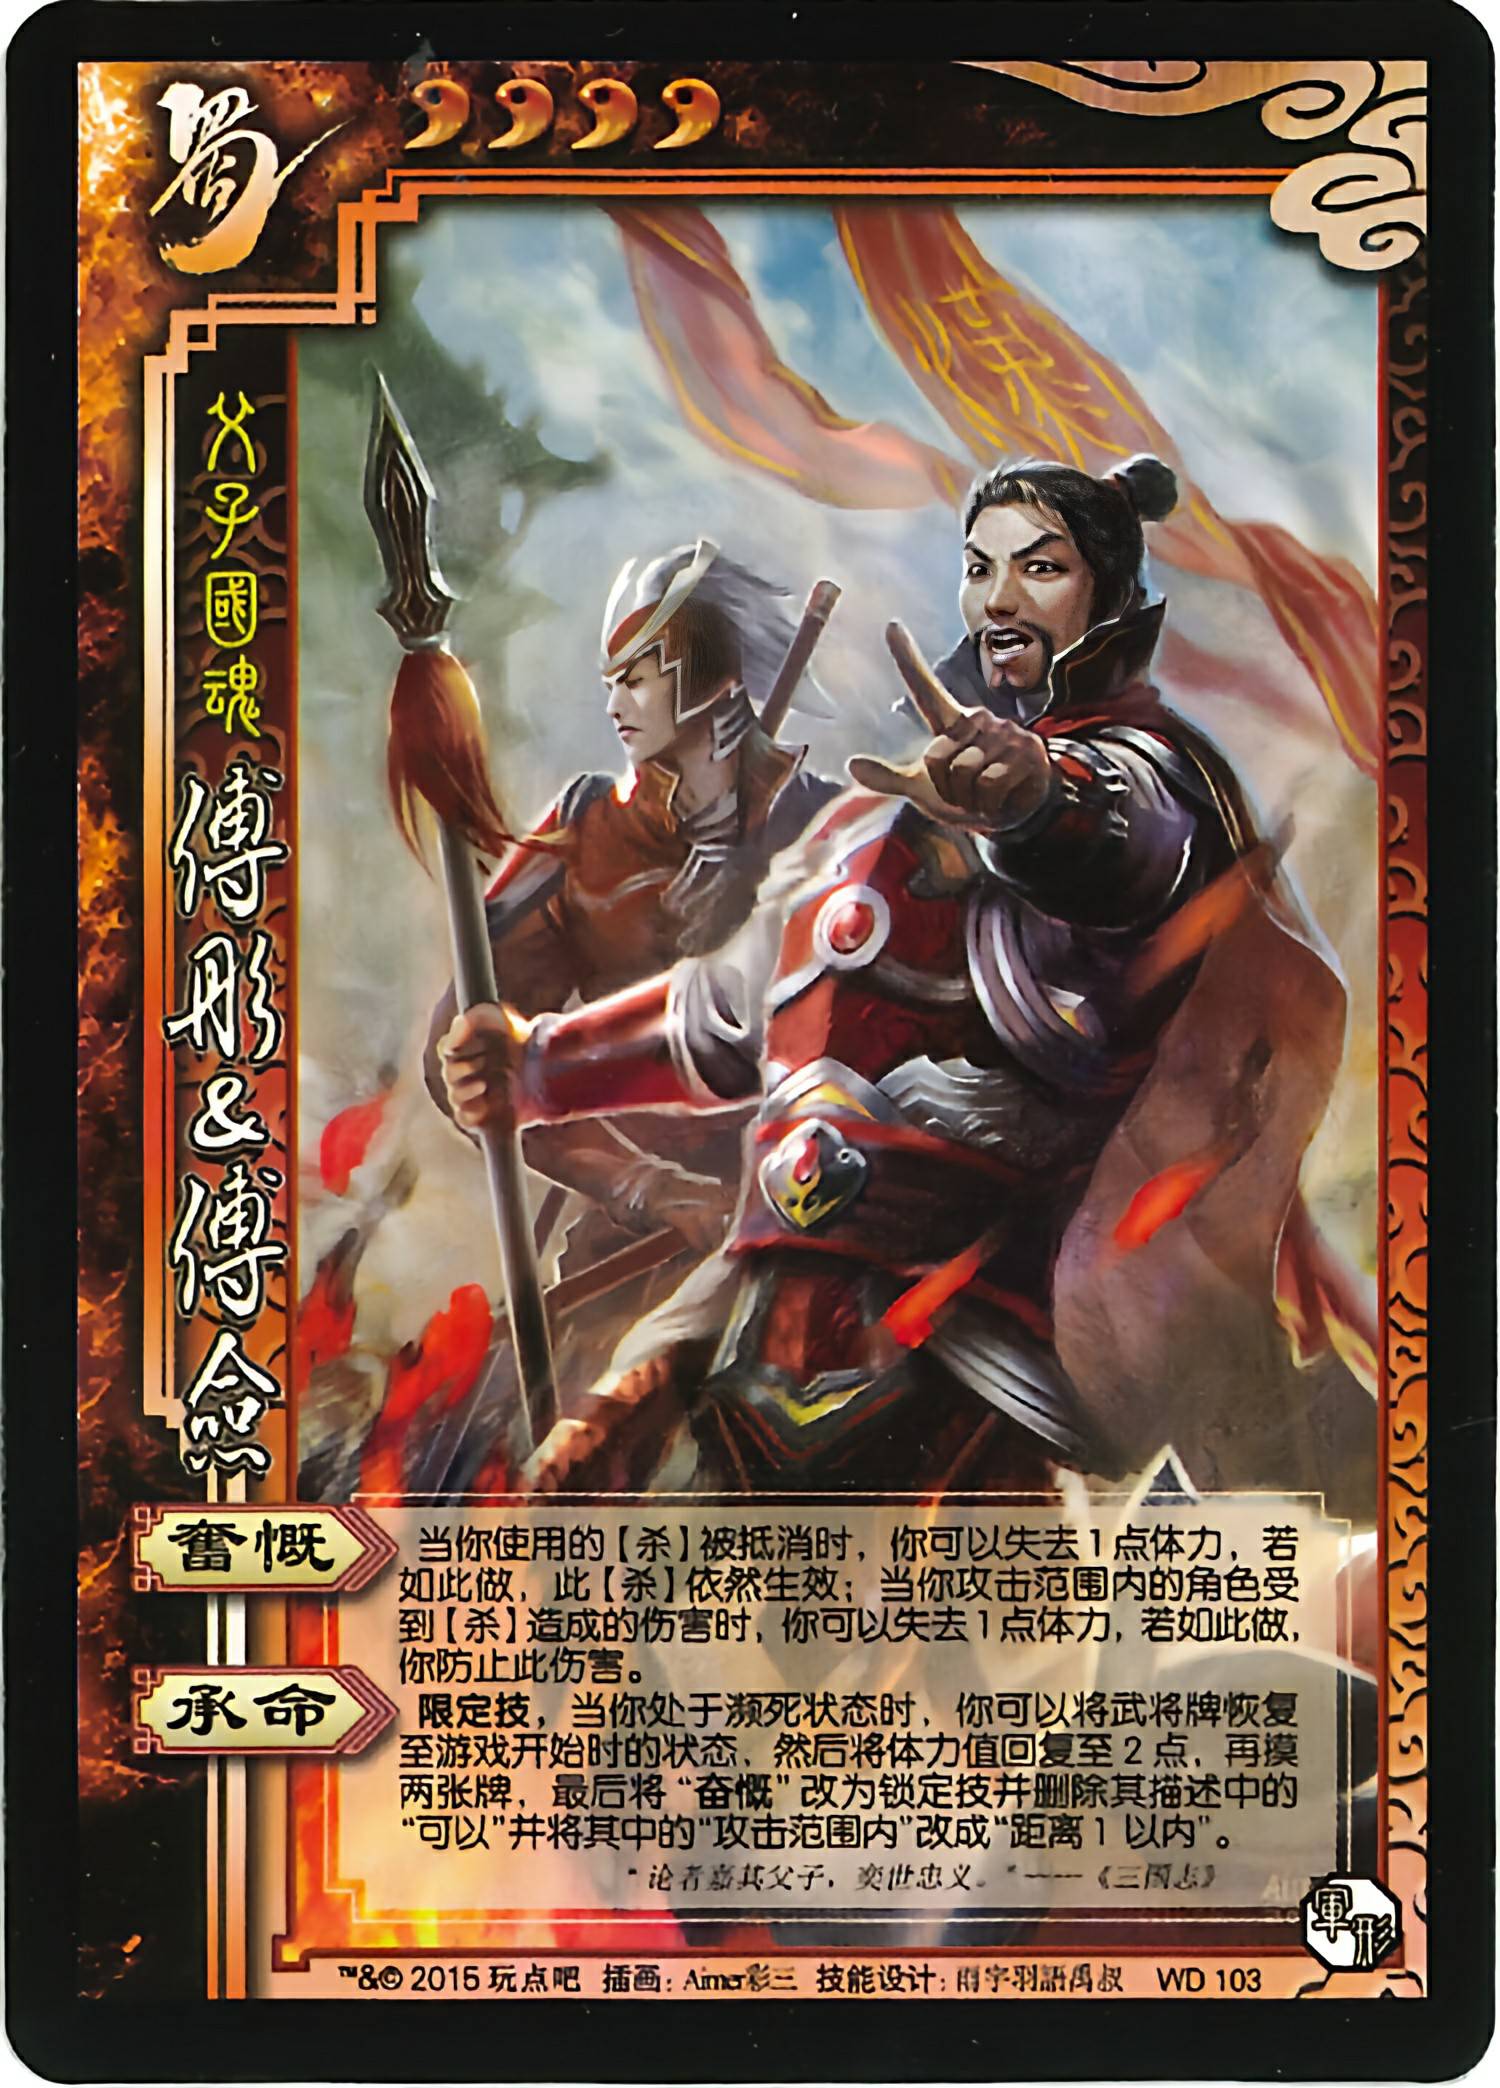 蜀
父子國魂
傅肜&傅僉
奮慨
当你使用的【杀】被抵消时，你可以失去1点体力，若
如此做，此【杀】依然生效；当你攻击范围内的角色受
到【杀】造成的伤害时，你可以失去1点体力，若如此做，
你防止此伤害。
承命
限定技，当你处于濒死状态时，你可以将武将牌恢复
至游戏开始时的状态，然后将体力值回复至2点，再摸
两张牌，最后将“奋慨”改为锁定技并删除其描述中的
“可以”并将其中的“攻击范围内”改成“距离1以内”。
“论者嘉其父子，奕世忠义。”——《三国志》
軍形
™&© 2015 玩点吧 插画：Aimer彩三 技能设计：雨宇羽語禹叔 WD 103
漢